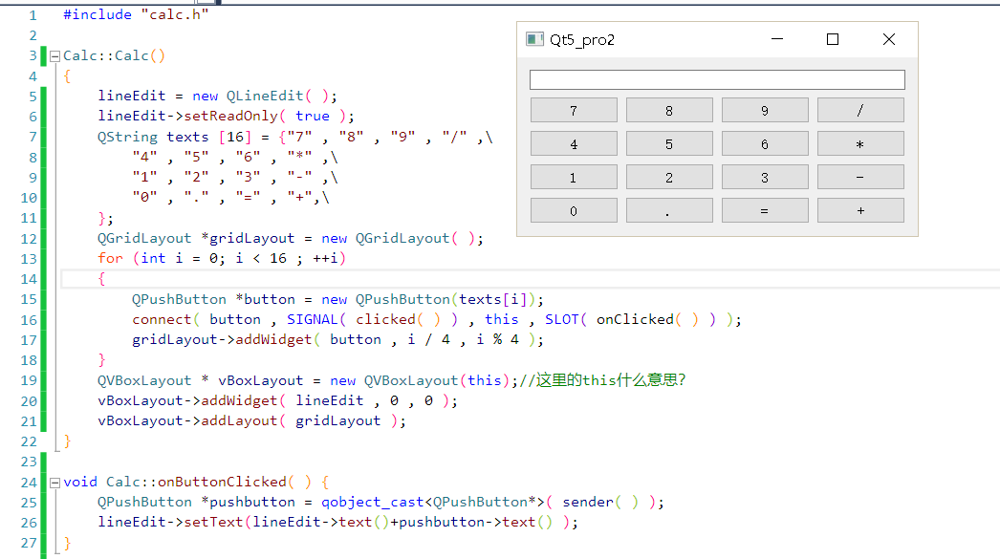 1 #include "calc.h"
2
3 Calc::Calc()
4 {
5 lineEdit = new QLineEdit( );
6 lineEdit->setReadOnly( true );
7 QString texts [16] = {"7" , "8" , "9" , "/" ,\
8 "4" , "5" , "6" , "*" ,\
9 "1" , "2" , "3" , "-" ,\
10 "0" , "." , "=" , "+",\
11 };
12 QGridLayout *gridLayout = new QGridLayout( );
13 for (int i = 0; i < 16 ; ++i)
14 {
15 QPushButton *button = new QPushButton(texts[i]);
16 connect( button , SIGNAL( clicked( ) ) , this , SLOT( onClicked( ) ) );
17 gridLayout->addWidget( button , i / 4 , i % 4 );
18 }
19 QVBoxLayout * vBoxLayout = new QVBoxLayout(this);//这里的this什么意思?
20 vBoxLayout->addWidget( lineEdit , 0 , 0 );
21 vBoxLayout->addLayout( gridLayout );
22 }
23
24 void Calc::onButtonClicked( ) {
25 QPushButton *pushbutton = qobject_cast<QPushButton*>( sender( ) );
26 lineEdit->setText(lineEdit->text()+pushbutton->text() );
27 }
Qt5_pro2
7 8 9 /
4 5 6 *
1 2 3 -
0 . = +